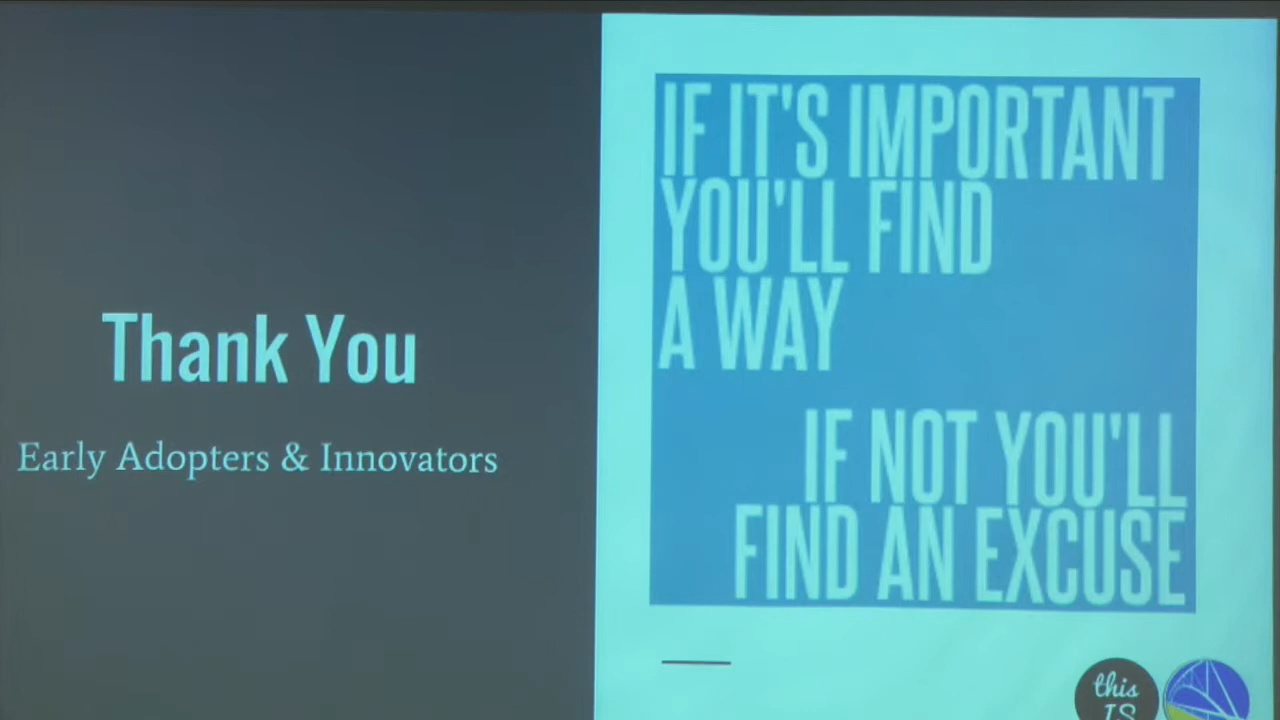 Thank You
Early Adopters & Innovators
IF IT'S IMPORTANT
YOU'LL FIND
A WAY
IF NOT YOU'LL
FIND AN EXCUSE
this
IS